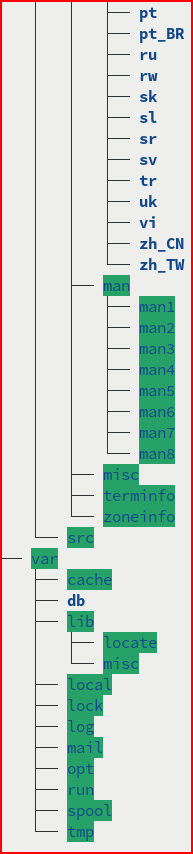 pt
pt_BR
ru
rw
sk
sl
sr
sv
tr
uk
vi
zh_CN
zh_TW
man
man1
man2
man3
man4
man5
man6
man7
man8
misc
terminfo
zoneinfo
src
var
cache
db
lib
locate
misc
local
lock
log
mail
opt
run
spool
tmp